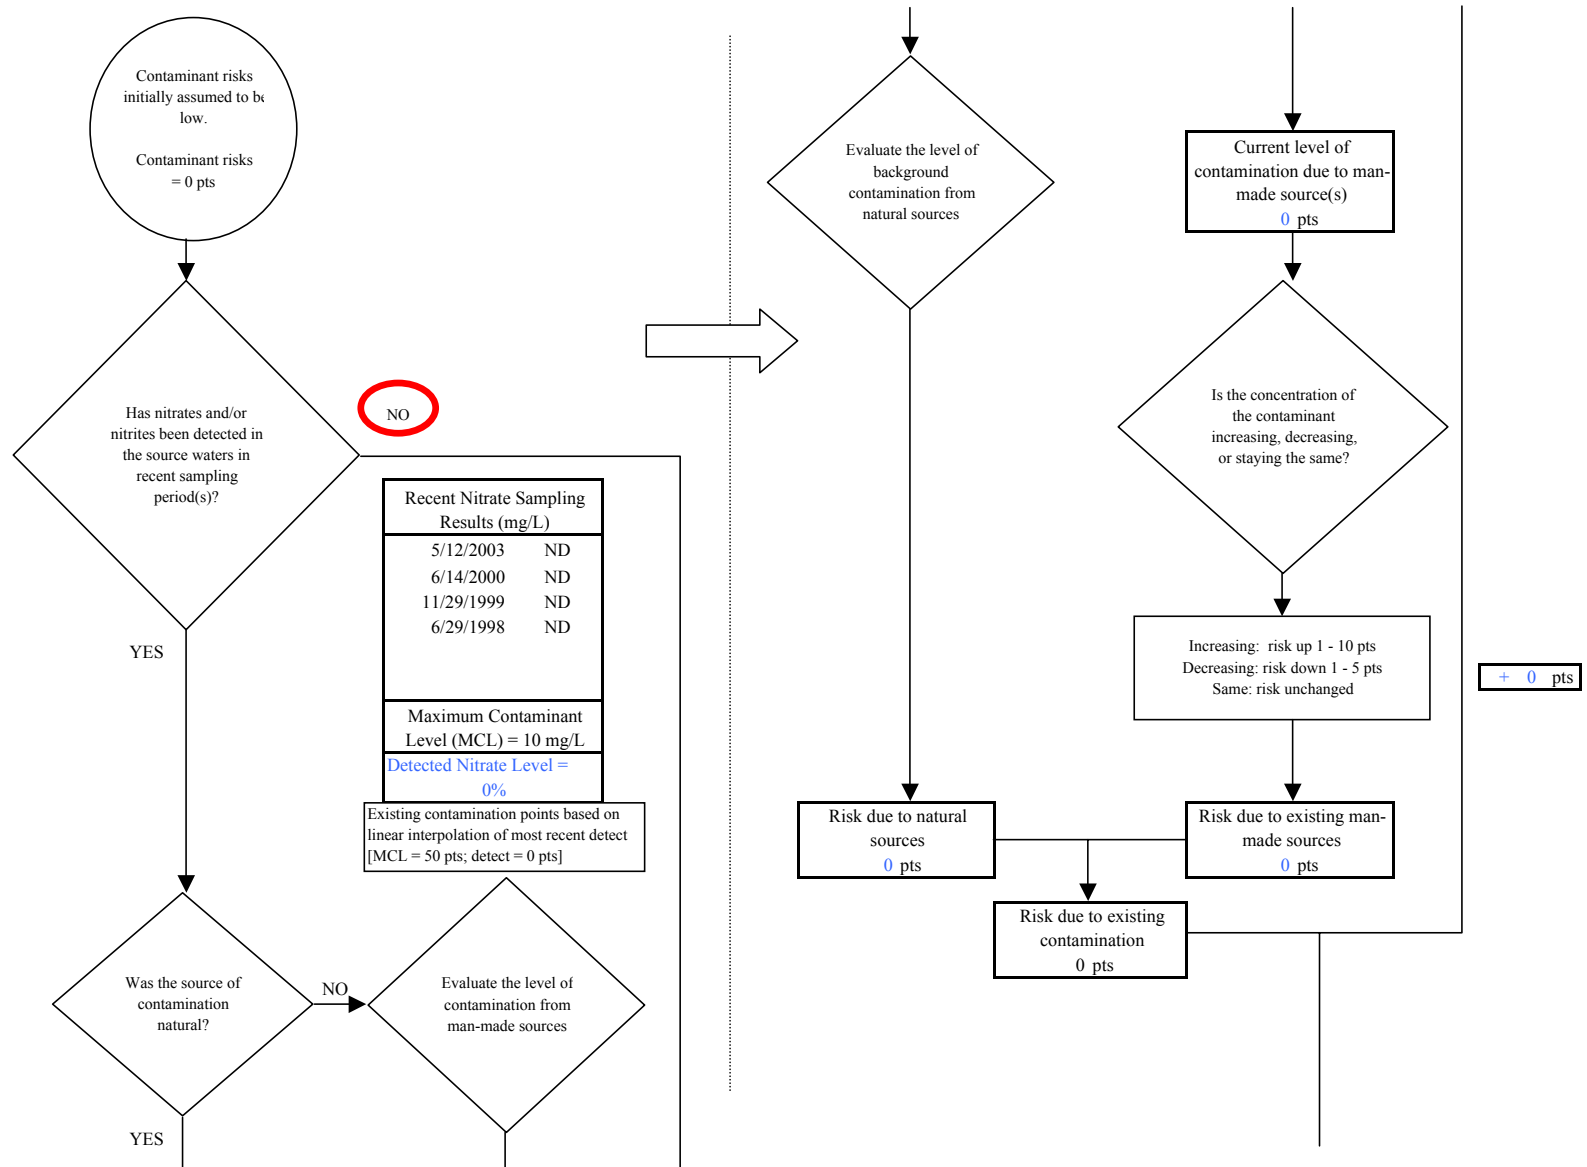 Contaminant risks
initially assumed to be
low.
Contaminant risks
= 0 pts
Has nitrates and/or
nitrites been detected in
the source waters in
recent sampling
period(s)?
NO
YES
Recent Nitrate Sampling
Results (mg/L)
5/12/2003 ND
6/14/2000 ND
11/29/1999 ND
6/29/1998 ND
Maximum Contaminant
Level (MCL) = 10 mg/L
Detected Nitrate Level =
0%
Existing contamination points based on
linear interpolation of most recent detect
[MCL = 50 pts; detect = 0 pts]
Was the source of
contamination
natural?
NO
YES
Evaluate the level of
contamination from
man-made sources
Evaluate the level of
background
contamination from
natural sources
Current level of
contamination due to man-
made source(s)
0 pts
Is the concentration of
the contaminant
increasing, decreasing,
or staying the same?
Increasing: risk up 1 - 10 pts
Decreasing: risk down 1 - 5 pts
Same: risk unchanged
+ 0 pts
Risk due to natural
sources
0 pts
Risk due to existing man-
made sources
0 pts
Risk due to existing
contamination
0 pts